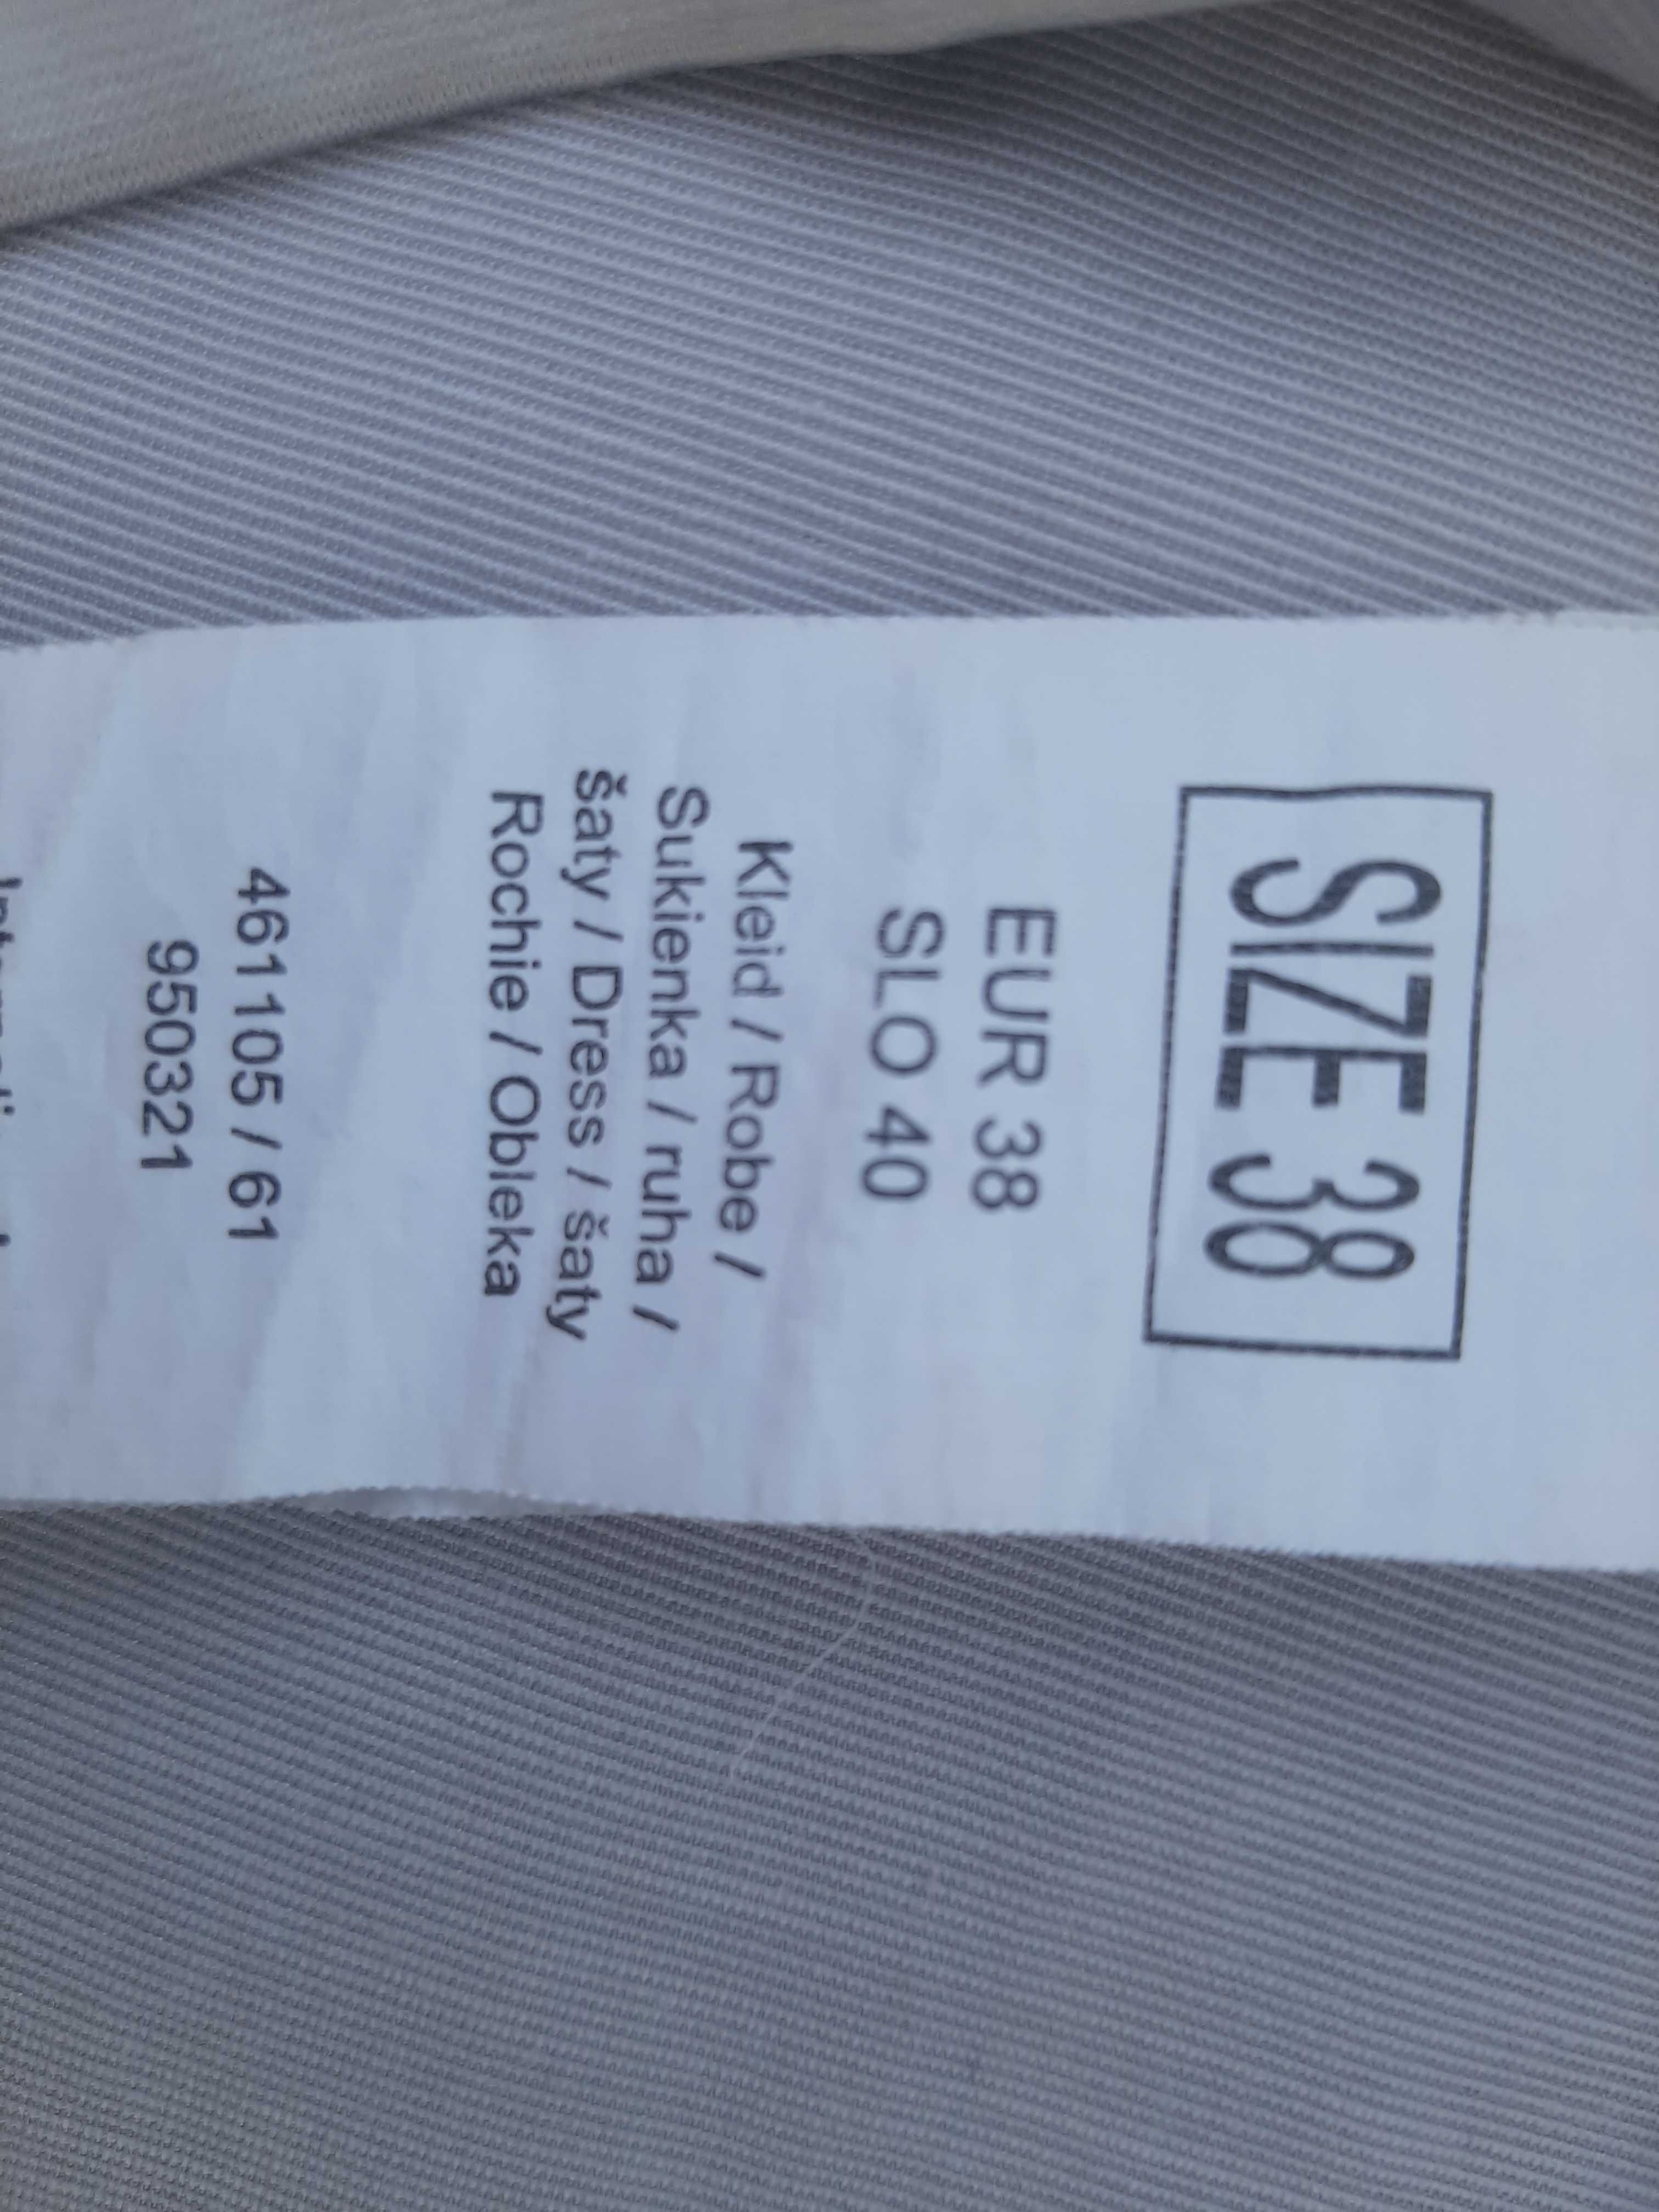 SIZE 38
EUR 38
SLO 40
Kleid / Robe /
Sukienka / ruha /
šaty / Dress / šaty
Rochie / Obleka
461105 / 61
950321